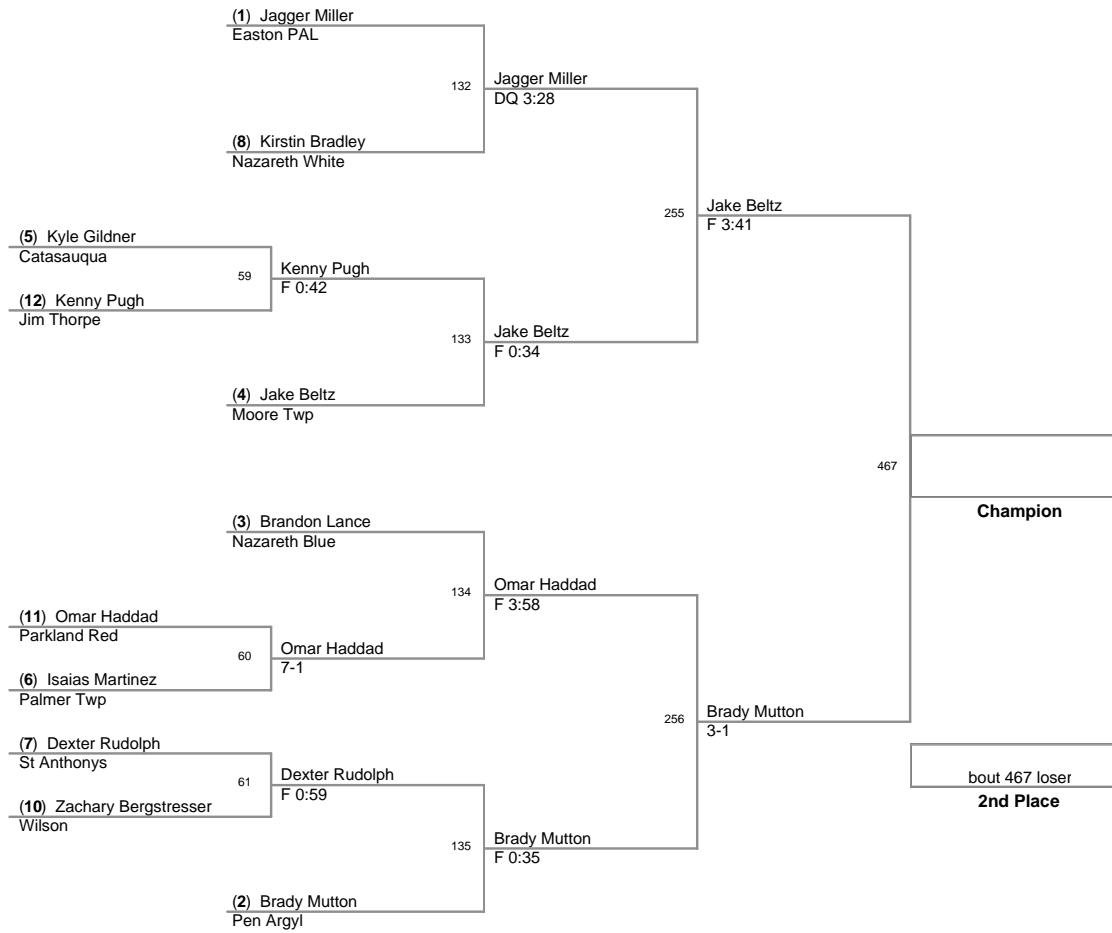 (1) Jagger Miller
Easton PAL
132
Jagger Miller
DQ 3:28
(8) Kirstin Bradley
Nazareth White
255
Jake Beltz
F 3:41
(5) Kyle Gildner
Catasauqua
59
Kenny Pugh
F 0:42
(12) Kenny Pugh
Jim Thorpe
133
Jake Beltz
F 0:34
(4) Jake Beltz
Moore Twp
467
Champion
(3) Brandon Lance
Nazareth Blue
134
Omar Haddad
F 3:58
(11) Omar Haddad
Parkland Red
60
Omar Haddad
7-1
(6) Isaias Martinez
Palmer Twp
256
Brady Mutton
3-1
(7) Dexter Rudolph
St Anthonys
61
Dexter Rudolph
F 0:59
(10) Zachary Bergstresser
Wilson
bout 467 loser
2nd Place
135
Brady Mutton
F 0:35
(2) Brady Mutton
Pen Argyl